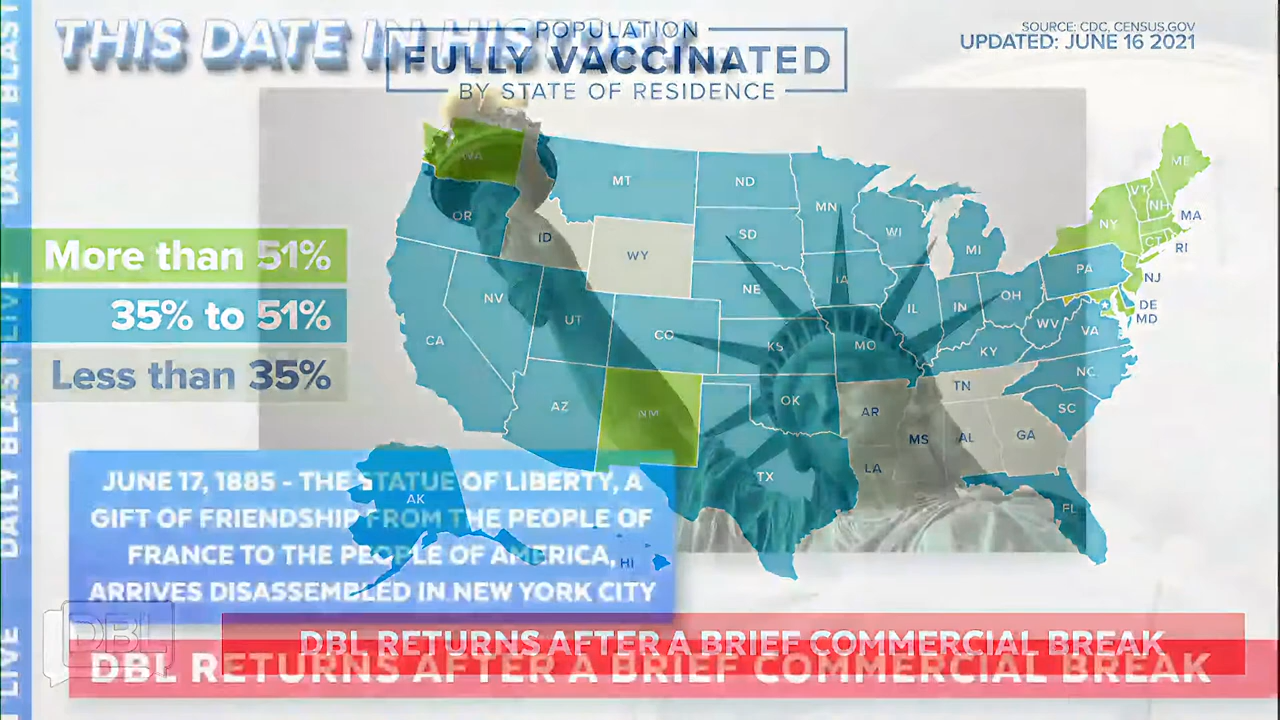 THIS DATE IN HIS
POPULATION
FULLY VACCINATED
BY STATE OF RESIDENCE
SOURCE: CDC, CENSUS.GOV
UPDATED: JUNE 16 2021
More than 51%
35% to 51%
Less than 35%
WA
MT
ND
MN
OR
ID
WY
SD
WI
MI
NY
VT
NH
ME
MA
CT
RI
NV
UT
CO
NE
IA
IL
IN
OH
PA
NJ
DE
MD
CA
AZ
NM
KS
MO
KY
WV
VA
OK
AR
TN
NC
SC
TX
LA
MS
AL
GA
FL
AK
HI
JUNE 17, 1885 - THE STATUE OF LIBERTY, A
GIFT OF FRIENDSHIP FROM THE PEOPLE OF
FRANCE TO THE PEOPLE OF AMERICA,
ARRIVES DISASSEMBLED IN NEW YORK CITY
DBL
DBL RETURNS AFTER A BRIEF COMMERCIAL BREAK
DBL RETURNS AFTER A BRIEF COMMERCIAL BREAK
DAILY BLAST
LIVE
DAILY BLAST
LIVE